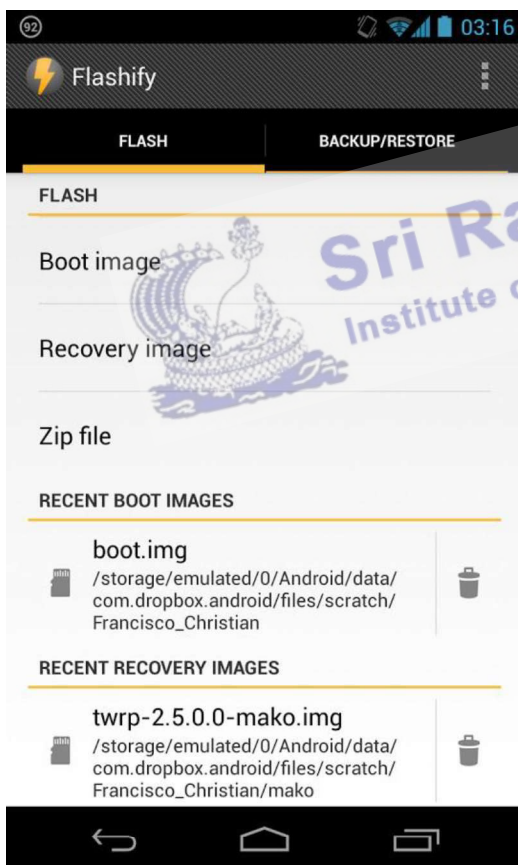 92
03:16
Flashify
FLASH
BACKUP/RESTORE
FLASH
Sri
Boot image
Institute
Recovery image
Zip file
RECENT BOOT IMAGES
boot.img
/storage/emulated/0/Android/data/
com.dropbox.android/files/scratch/
Francisco_Christian
RECENT RECOVERY IMAGES
twrp-2.5.0.0-mako.img
/storage/emulated/0/Android/data/
com.dropbox.android/files/scratch/
Francisco_Christian/mako